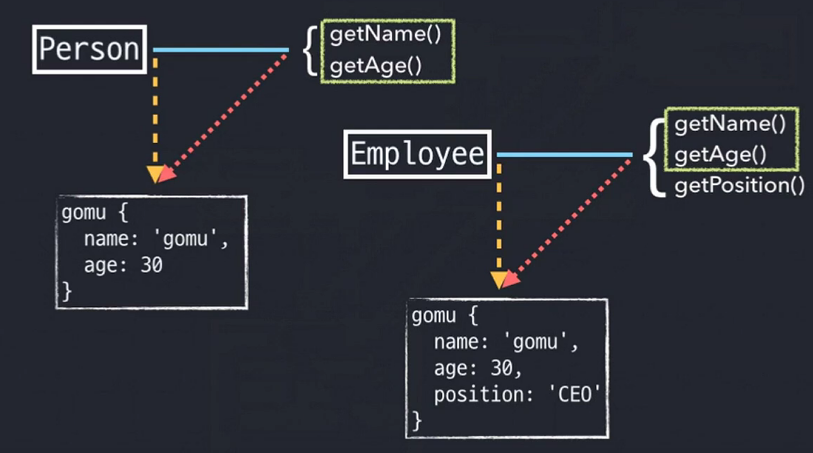 Person
getName()
getAge()
gomu {
name: 'gomu',
age: 30
}
Employee
getName()
getAge()
getPosition()
gomu {
name: 'gomu',
age: 30,
position: 'CEO'
}